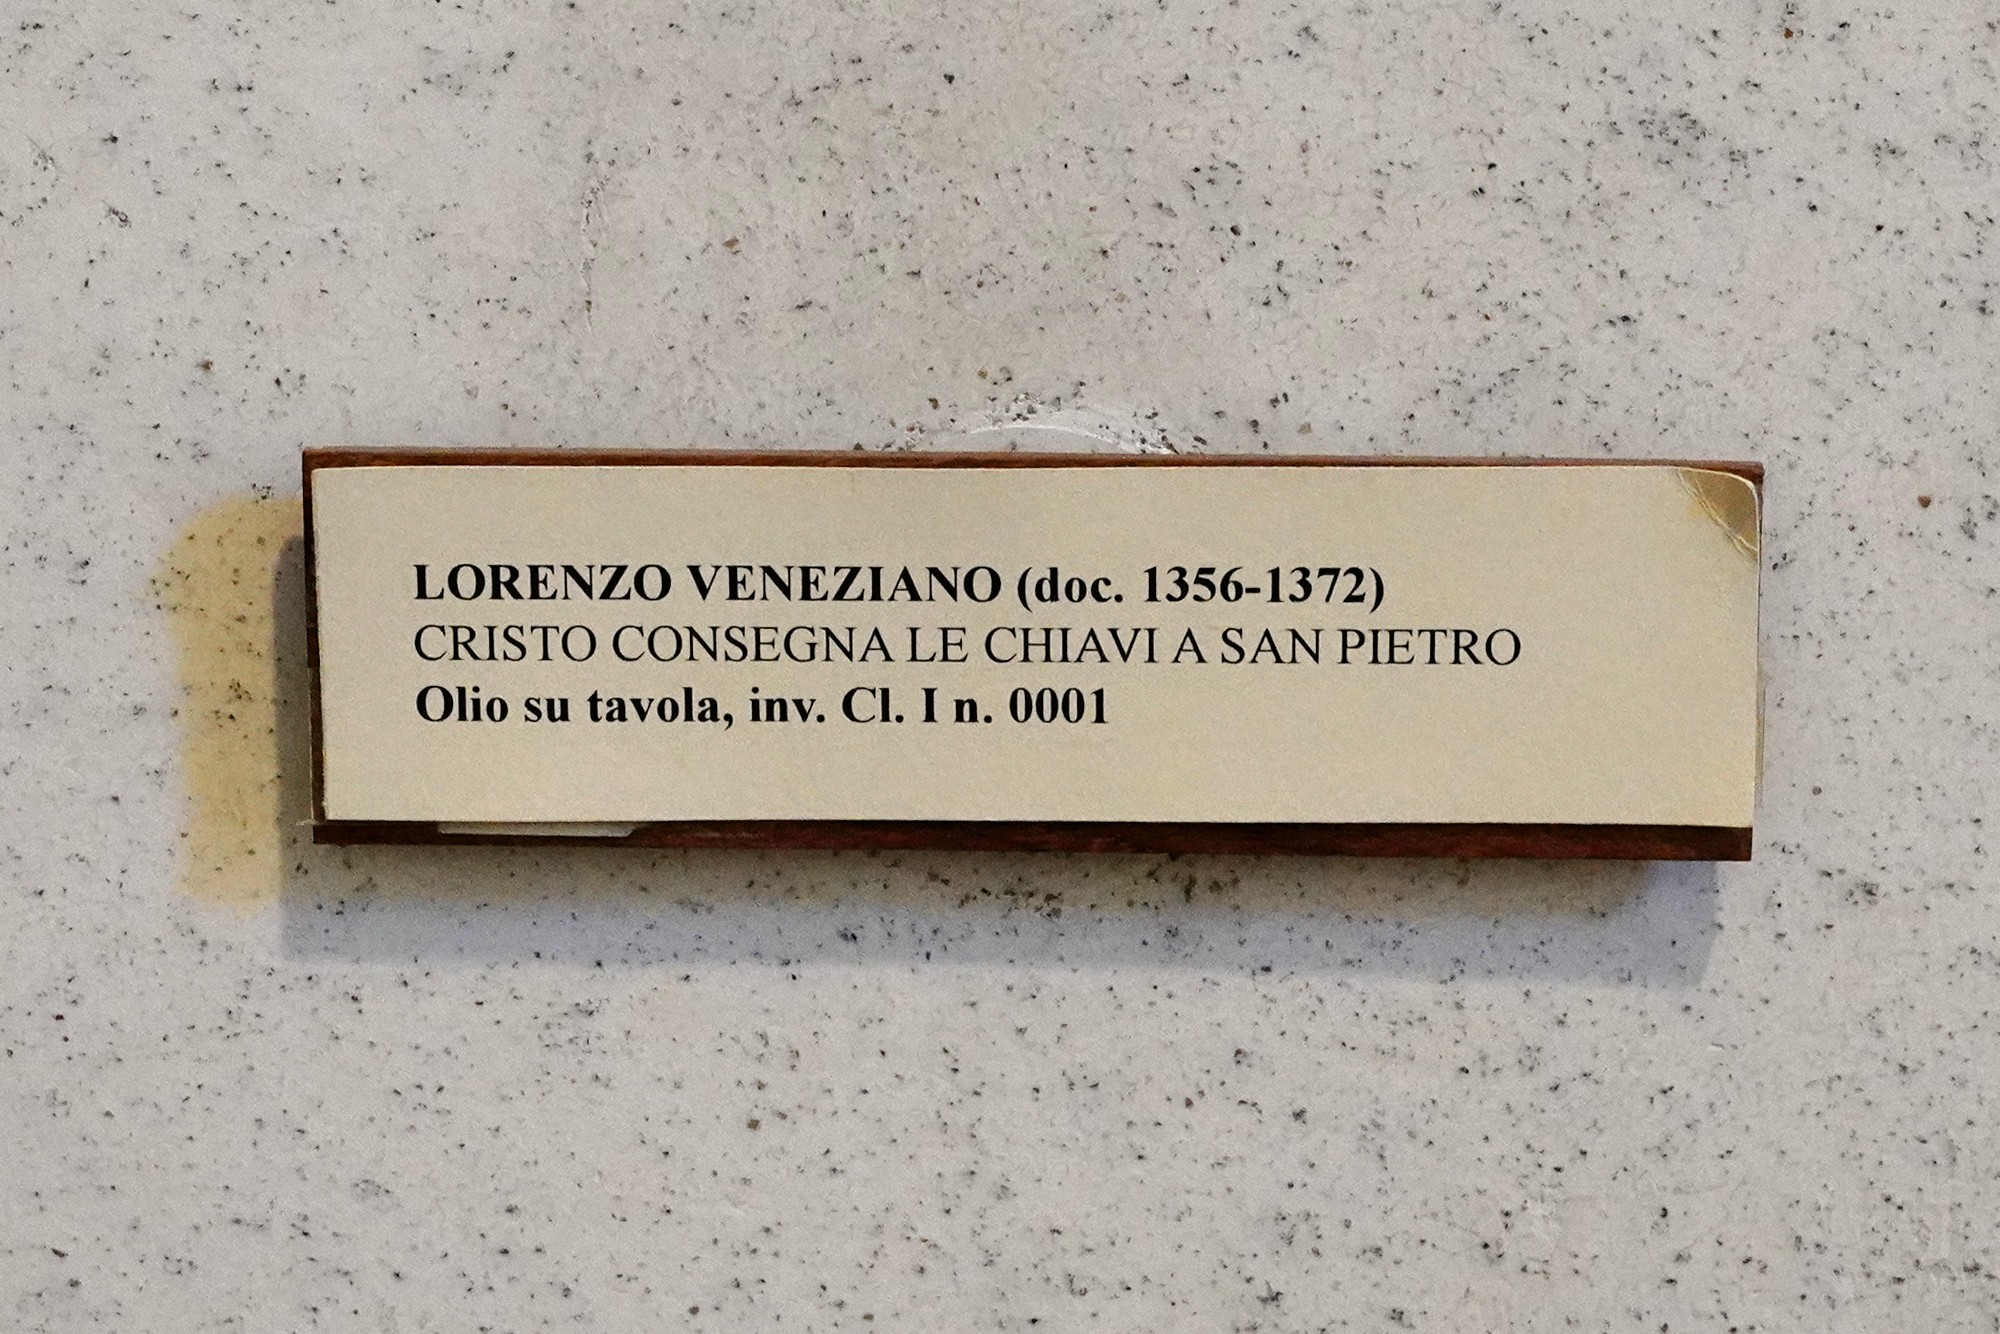 LORENZO VENEZIANO (doc. 1356-1372)
CRISTO CONSEGNA LE CHIAVI A SAN PIETRO
Olio su tavola, inv. Cl. I n. 0001